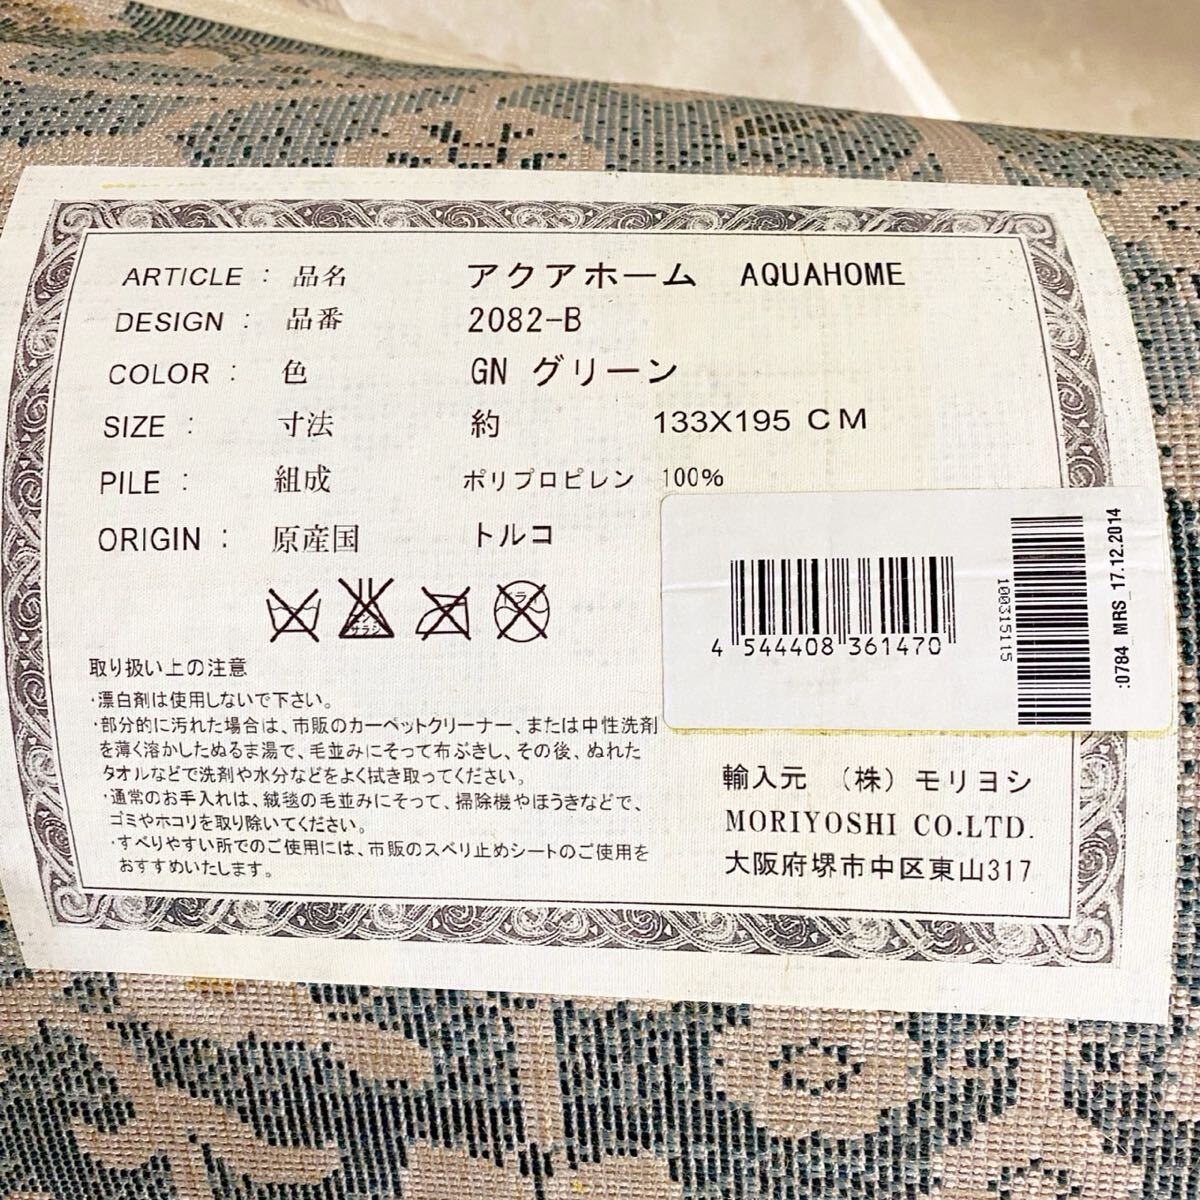 ARTICLE : 品名 アクアホーム AQUAHOME
DESIGN : 品番 2082-B
COLOR : 色 GN グリーン
SIZE : 寸法 約 133X195 CM
PILE : 組成 ポリプロピレン 100%
ORIGIN : 原産国 トルコ
エンソ
サラシ
ドライ
取り扱い上の注意
・漂白剤は使用しないで下さい。
・部分的に汚れた場合は、市販のカーペットクリーナー、または中性洗剤
を薄く溶かしたぬるま湯で、毛並みにそって布ぶきし、その後、ぬれた
タオルなどで洗剤や水分などをよく拭き取ってください。
・通常のお手入れは、絨毯の毛並みにそって、掃除機やほうきなどで、
ゴミやホコリを取り除いてください。
・すべりやすい所でのご使用には、市販のスベリ止めシートのご使用を
おすすめいたします。
4 544408 361470
100315115
:0784 MRS_17.12.2014
輸入元 （株）モリヨシ
MORIYOSHI CO.LTD.
大阪府堺市中区東山317